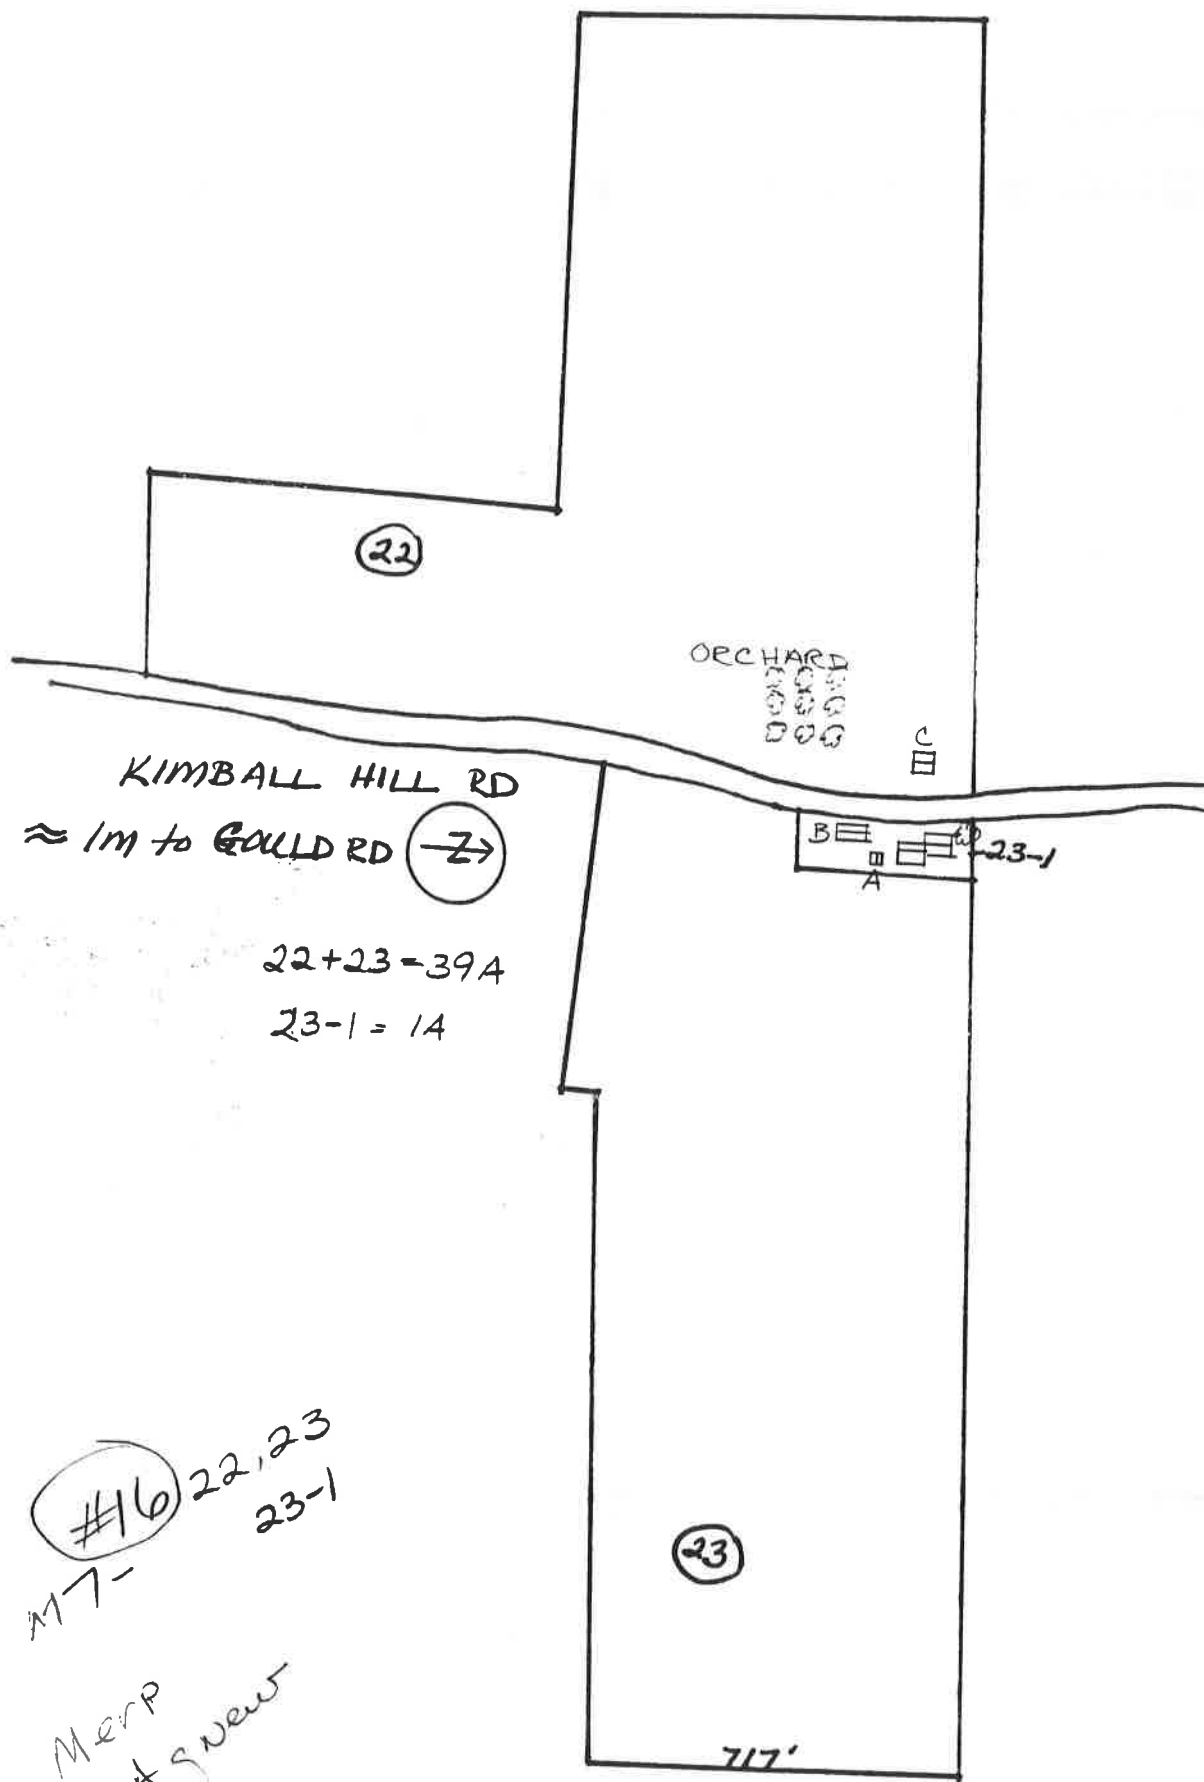 22
ORCHARD
C
KIMBALL HILL RD
≈ 1M to GOULD RD
Z
B
A
23-1
22+23=39A
23-1 = 1A
#16 22,23
23-1
M7-
23
Merp
Agnew
717'